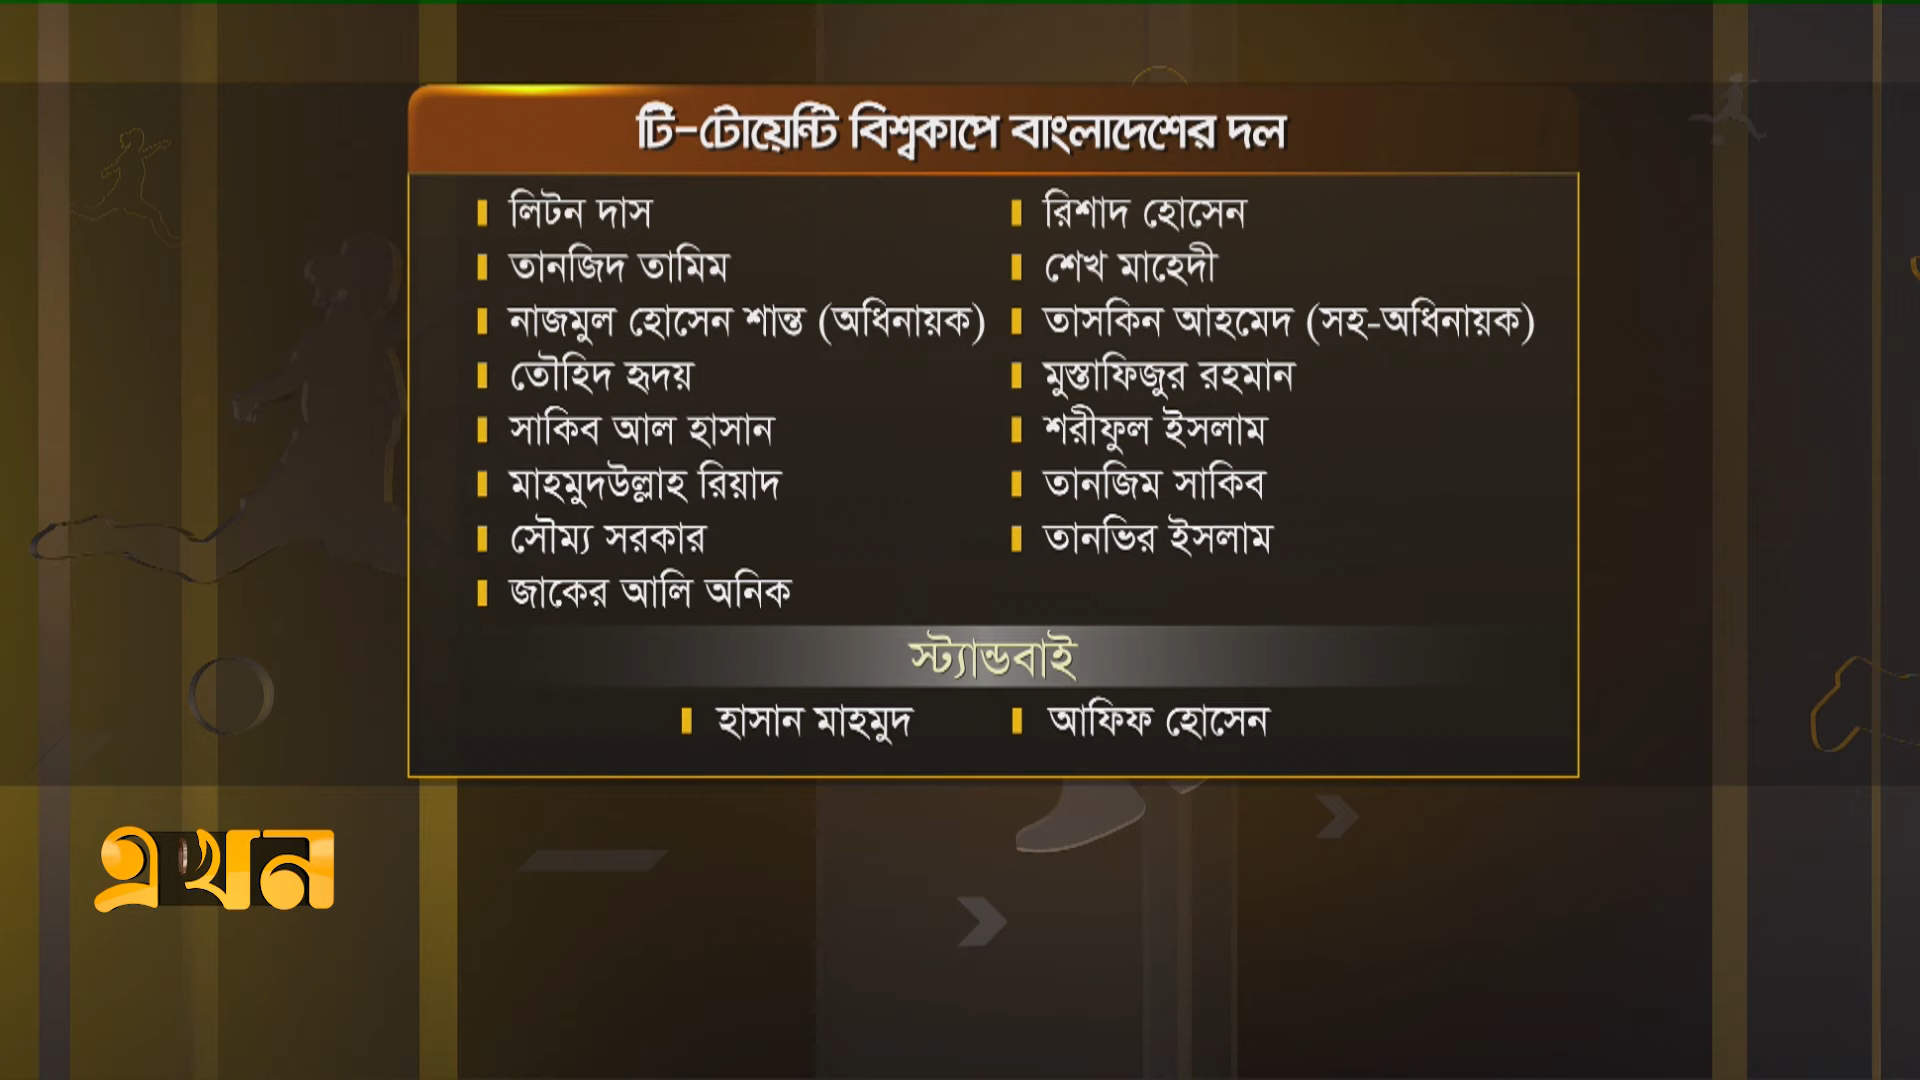 টি-টোয়েন্টি বিশ্বকাপে বাংলাদেশের দল
লিটন দাস
তানজিদ তামিম
নাজমুল হোসেন শান্ত (অধিনায়ক)
তৌহিদ হৃদয়
সাকিব আল হাসান
মাহমুদউল্লাহ রিয়াদ
সৌম্য সরকার
জাকের আলি অনিক
রিশাদ হোসেন
শেখ মাহেদী
তাসকিন আহমেদ (সহ-অধিনায়ক)
মুস্তাফিজুর রহমান
শরীফুল ইসলাম
তানজিম সাকিব
তানভির ইসলাম
স্ট্যান্ডবাই
হাসান মাহমুদ
আফিফ হোসেন
এখন